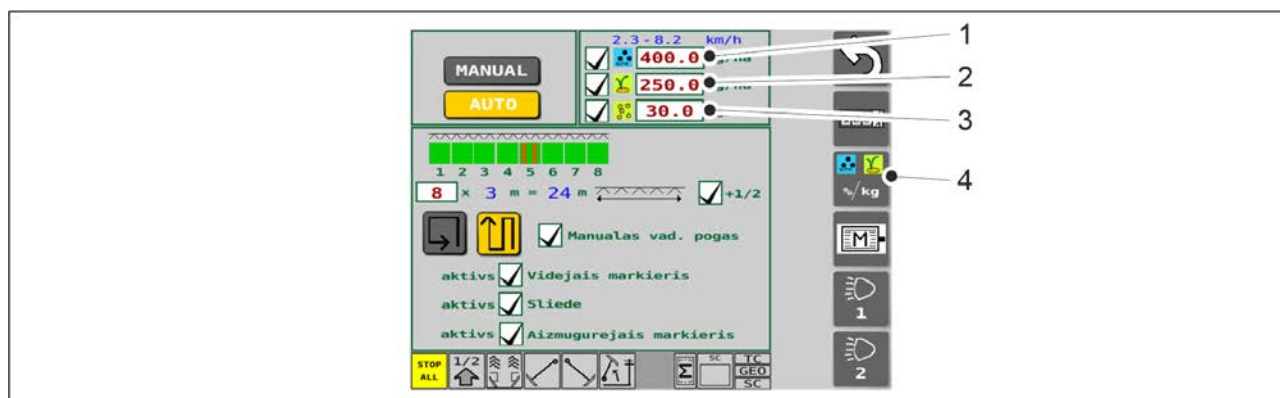 2.3-8.2 km/h
1
MANUAL
400.0
2
250.0
AUTO
3
30.0
1 2 3 4 5 6 7 8
4
%/kg
8 x 3 m = 24 m +1/2
Manualas vad. pogas
M
aktivs Videjais markieris
aktivs Sliede
1
aktivs Aizmugurejais markieris
STOP ALL
1/2
Σ
SC
TC
GEO
SC
2